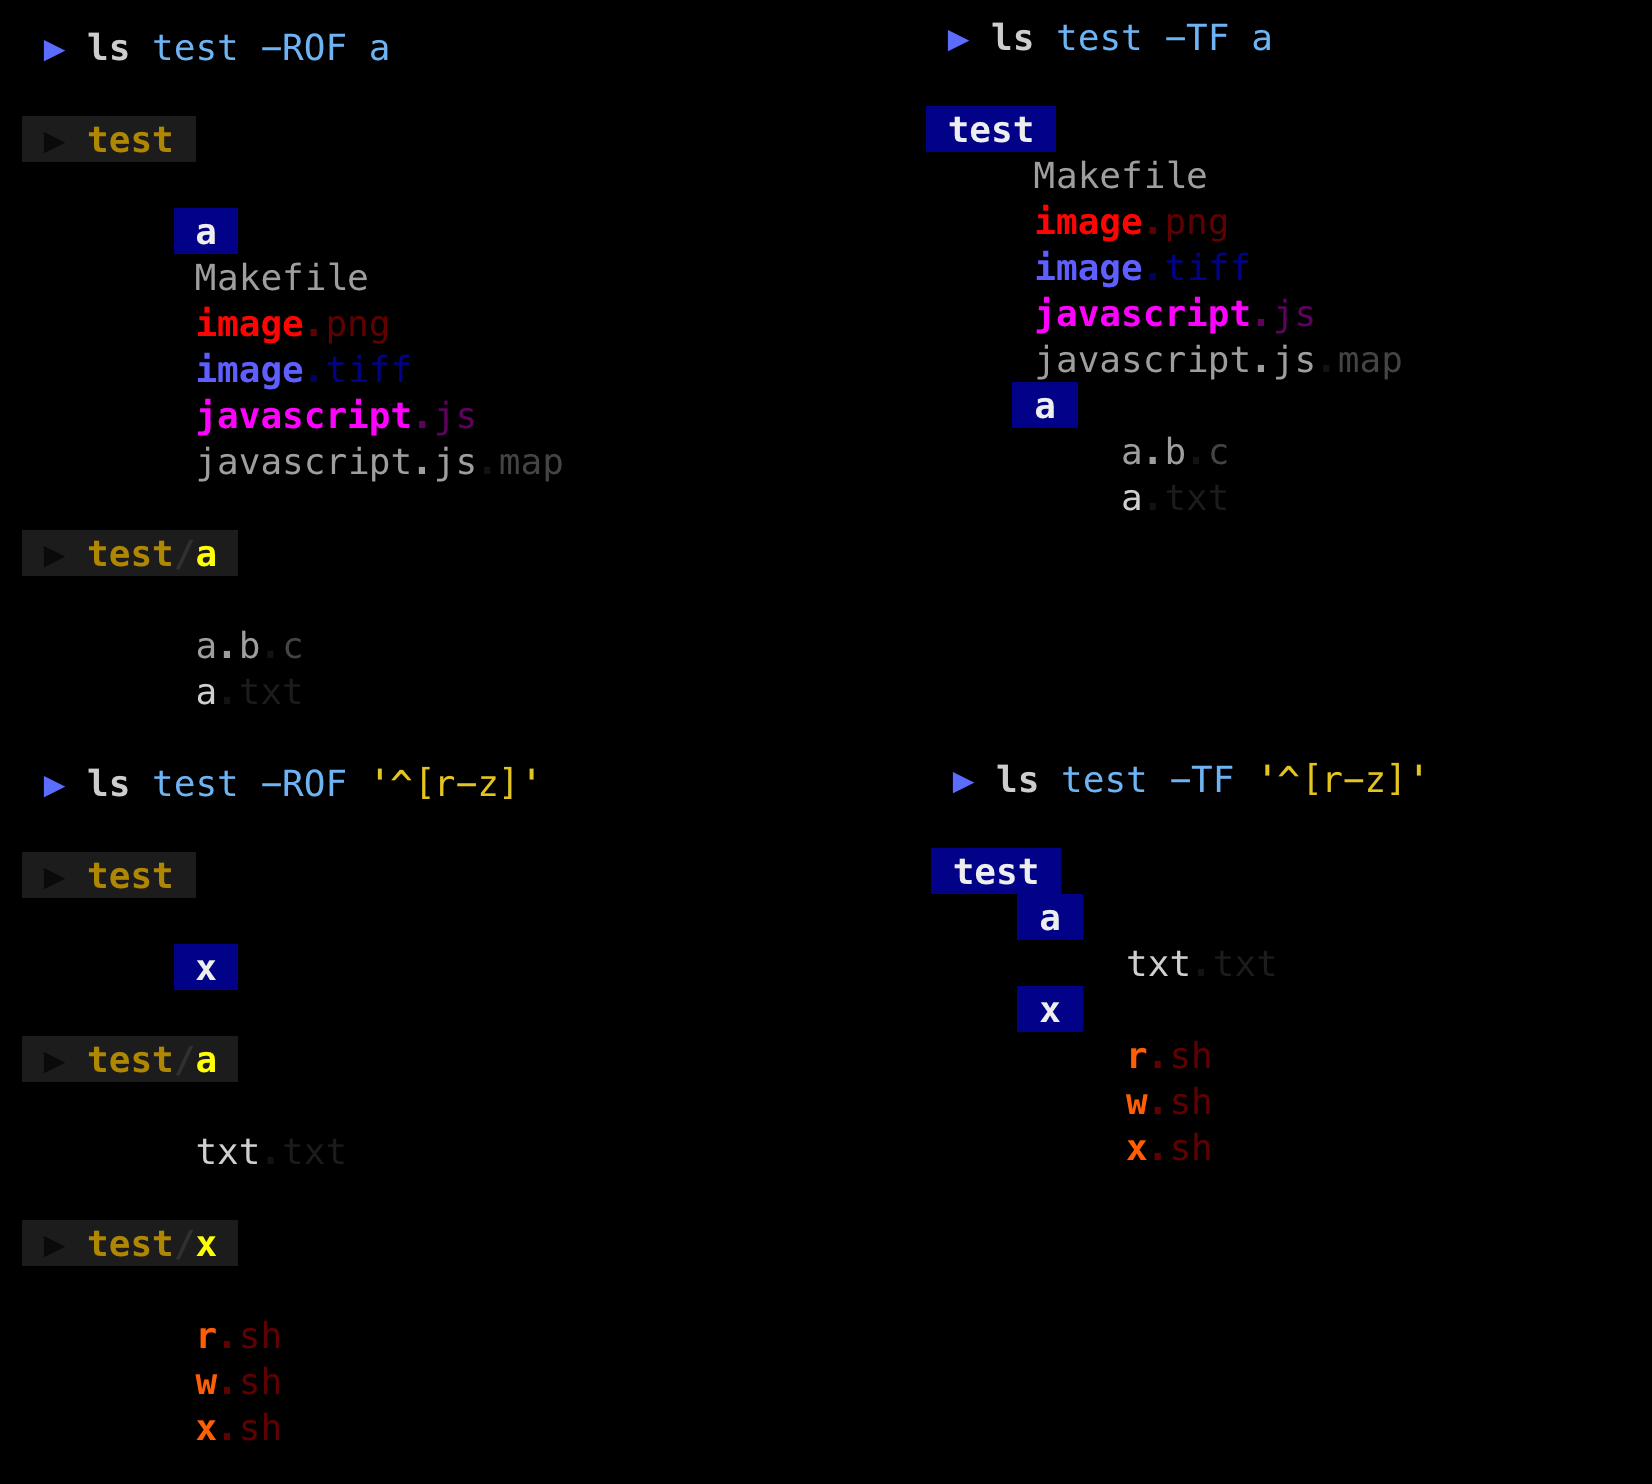 ▶ ls test −ROF a
▶ test
a
Makefile
image.png
image.tiff
javascript.js
javascript.js.map
▶ test/a
a.b.c
a.txt
▶ ls test −ROF '^[r−z]'
▶ test
x
▶ test/a
txt.txt
▶ test/x
r.sh
w.sh
x.sh
▶ ls test −TF a
test
Makefile
image.png
image.tiff
javascript.js
javascript.js.map
a
a.b.c
a.txt
▶ ls test −TF '^[r−z]'
test
a
txt.txt
x
r.sh
w.sh
x.sh